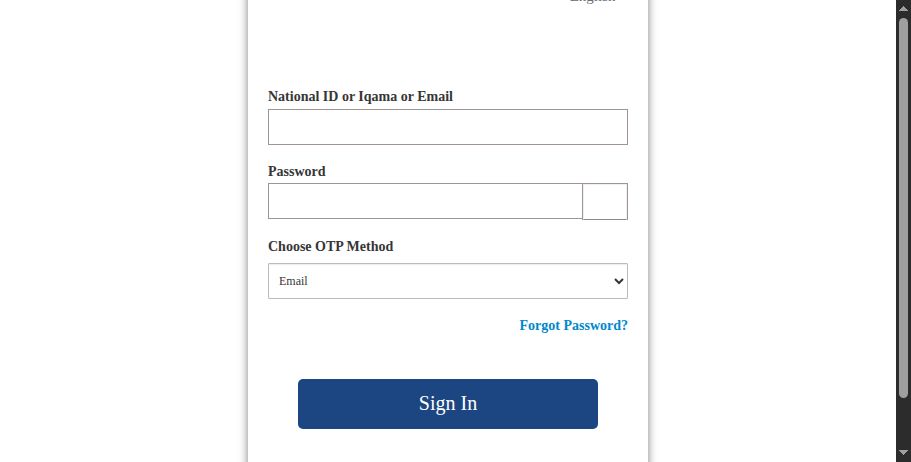 English
National ID or Iqama or Email
Password
Choose OTP Method
Email
Forgot Password?
Sign In